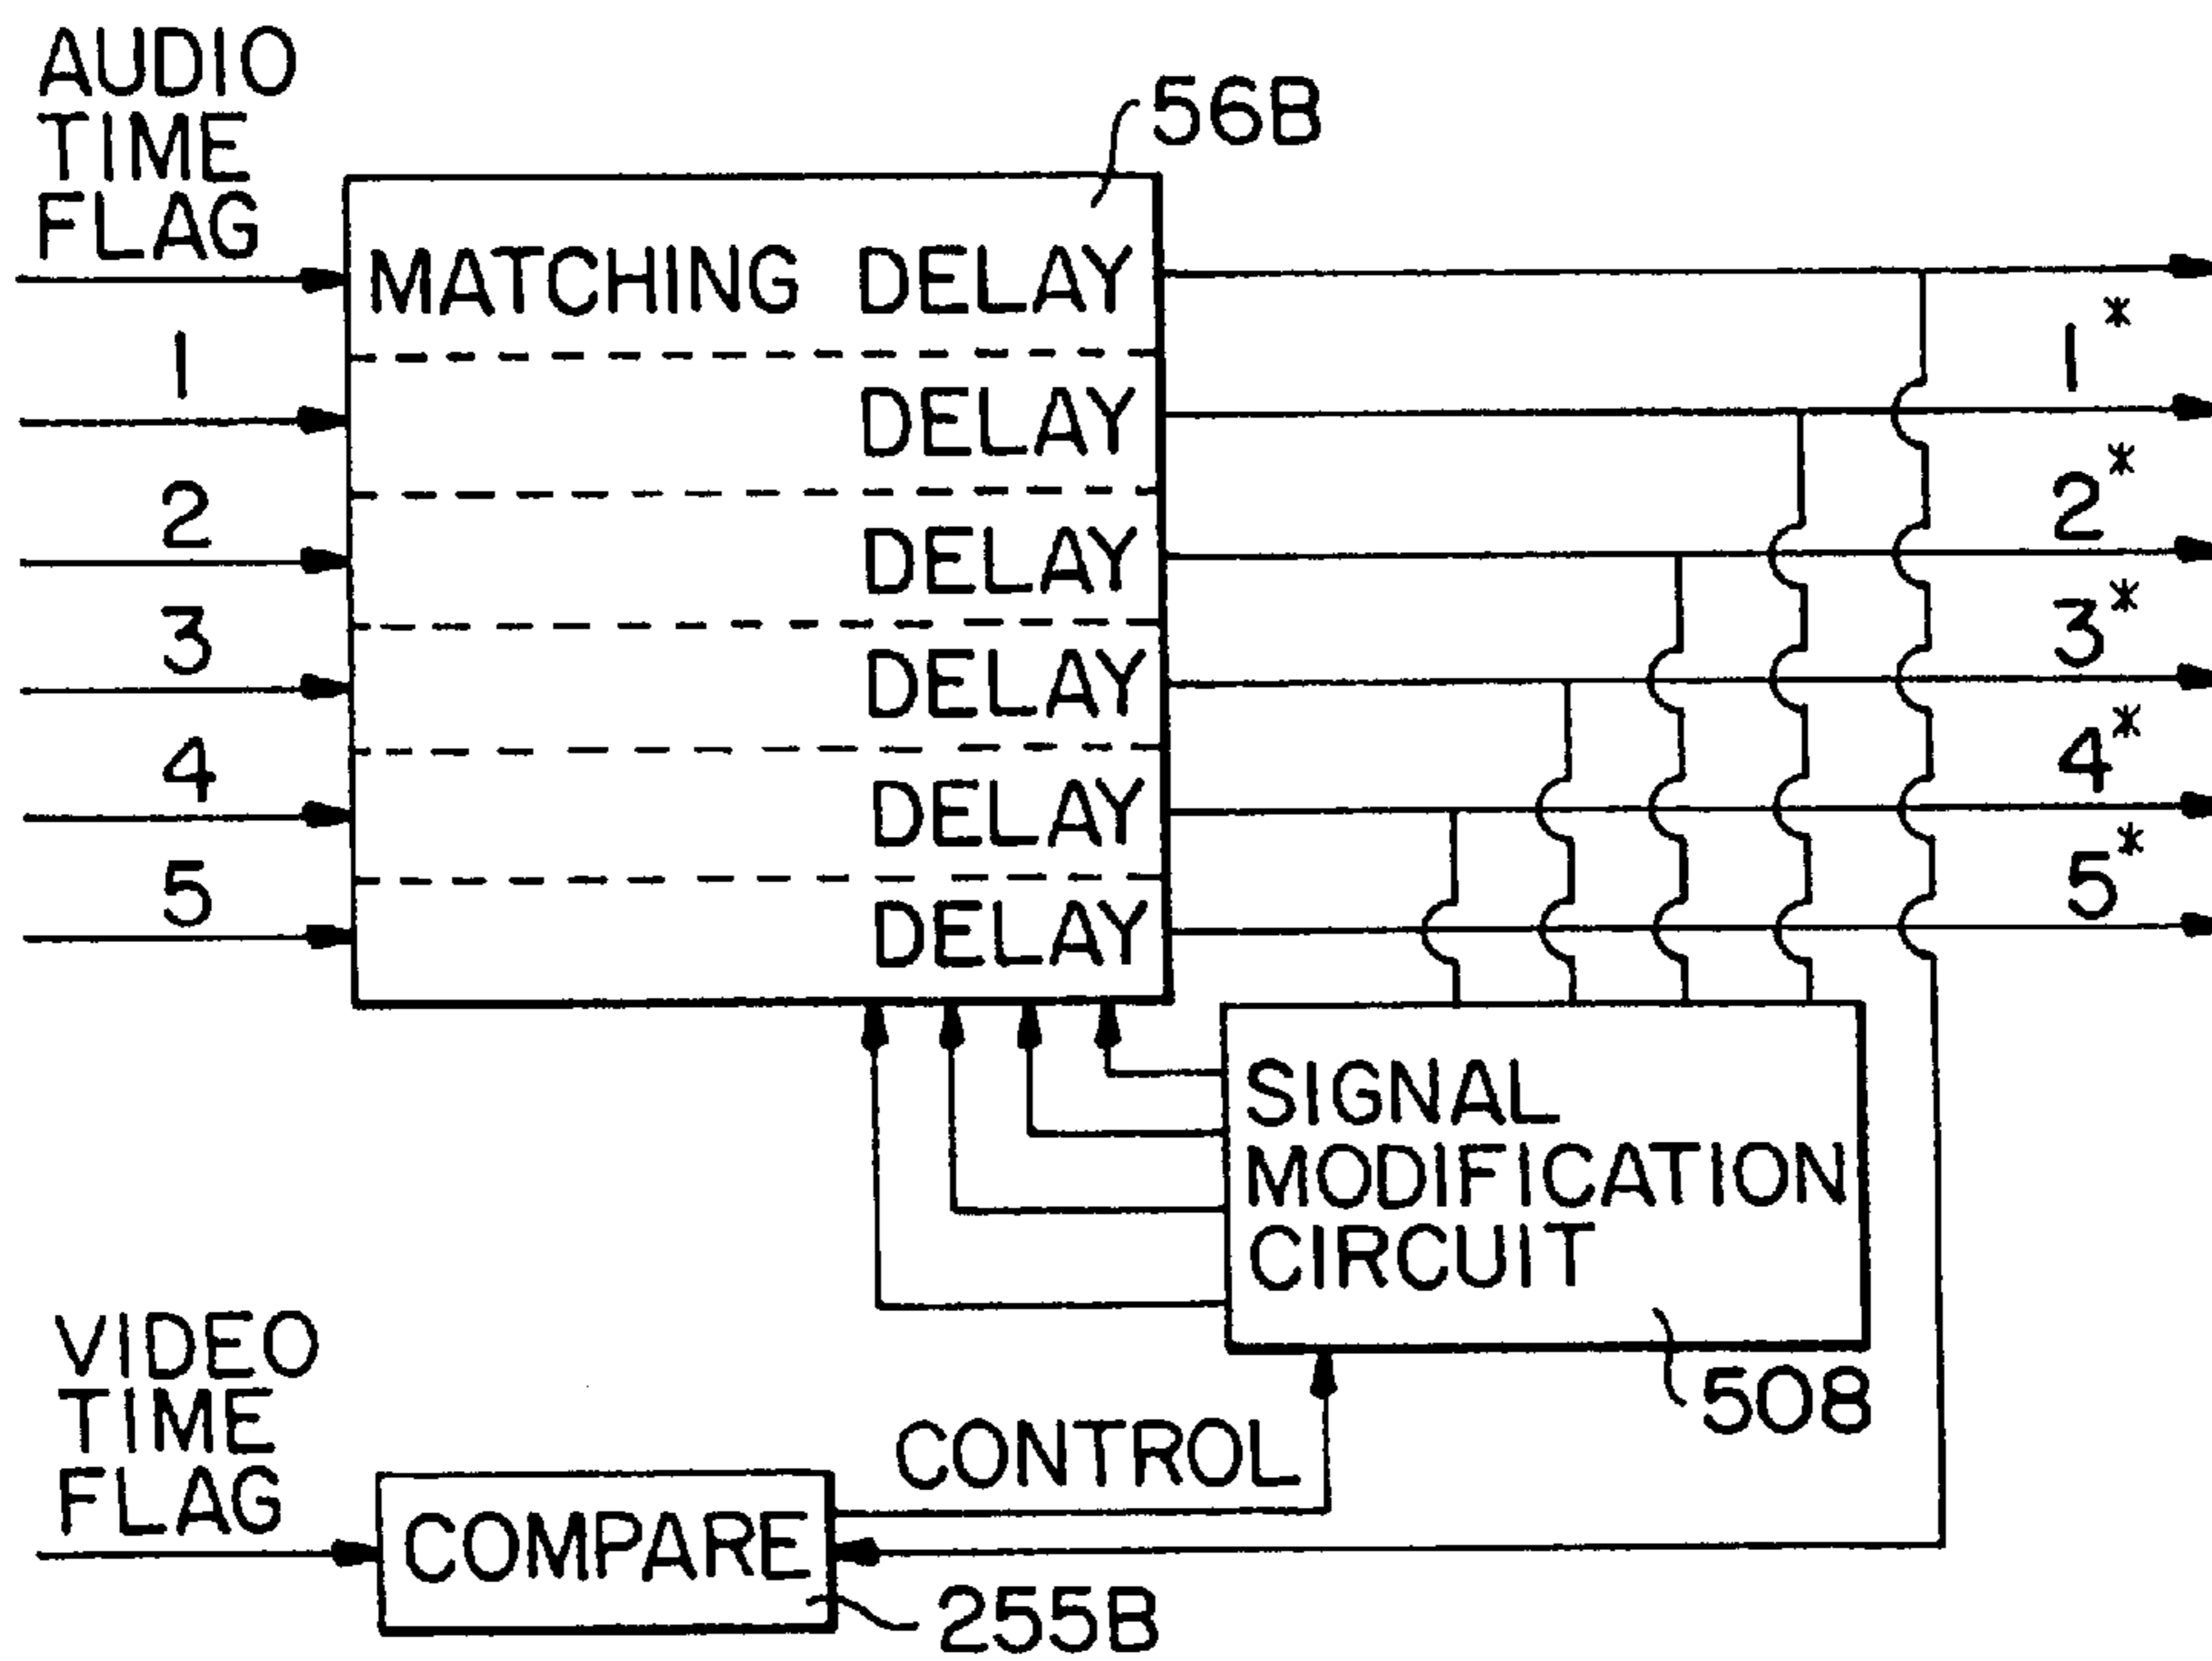 AUDIO
TIME
FLAG
56B
MATCHING DELAY
1
DELAY
1*
2
DELAY
2*
3
DELAY
3*
4
DELAY
4*
5
DELAY
5*
SIGNAL
MODIFICATION
CIRCUIT
508
VIDEO
TIME
FLAG
CONTROL
COMPARE
255B